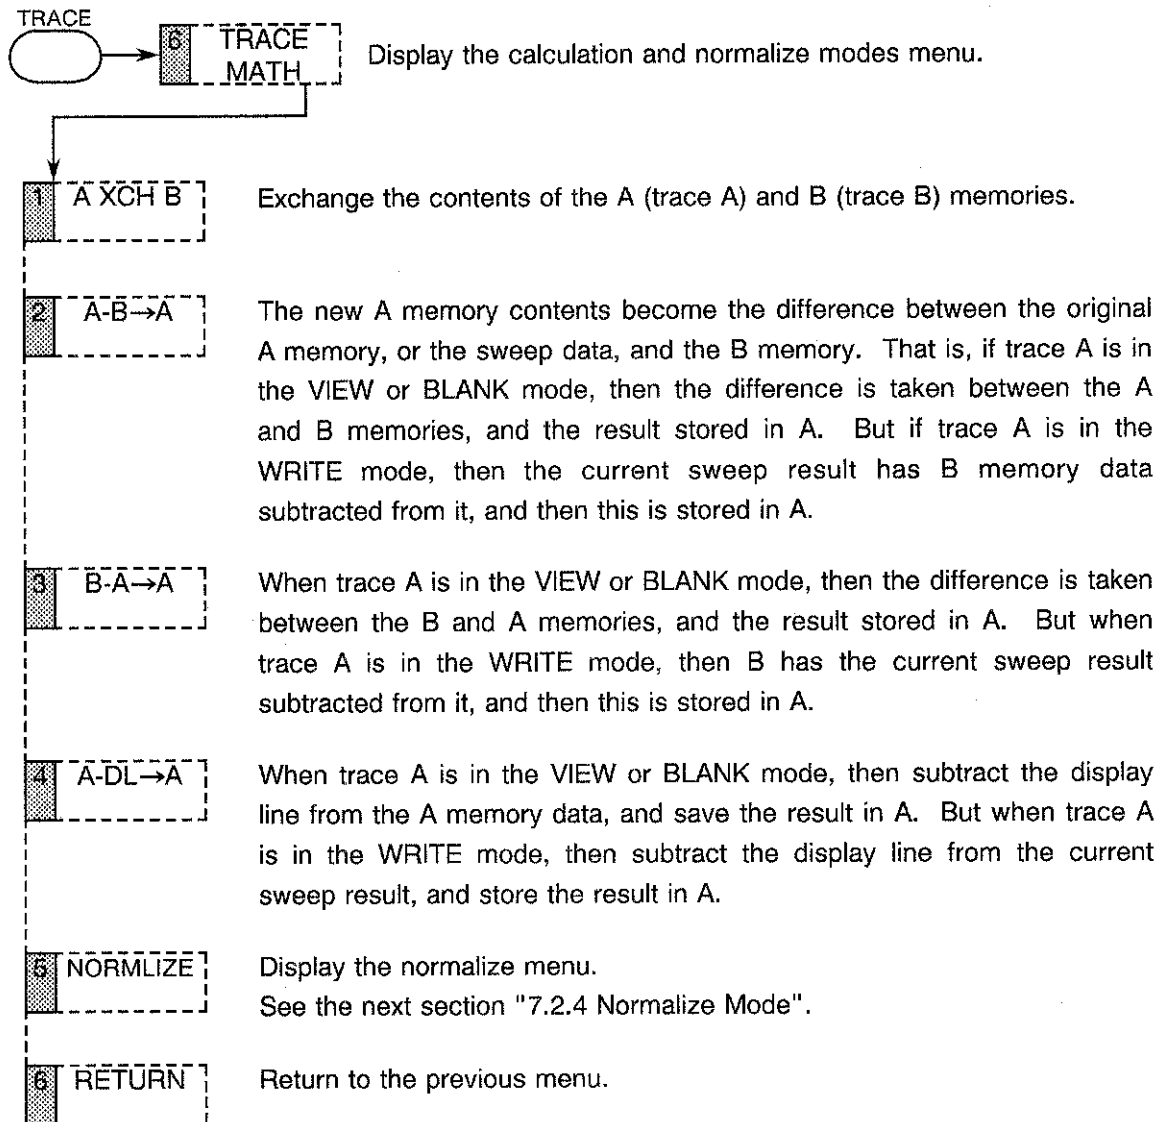 TRACE
6 TRACE
MATH
Display the calculation and normalize modes menu.
1 A XCH B
Exchange the contents of the A (trace A) and B (trace B) memories.
2 A-B→A
The new A memory contents become the difference between the original
A memory, or the sweep data, and the B memory. That is, if trace A is in
the VIEW or BLANK mode, then the difference is taken between the A
and B memories, and the result stored in A. But if trace A is in the
WRITE mode, then the current sweep result has B memory data
subtracted from it, and then this is stored in A.
3 B-A→A
When trace A is in the VIEW or BLANK mode, then the difference is taken
between the B and A memories, and the result stored in A. But when
trace A is in the WRITE mode, then B has the current sweep result
subtracted from it, and then this is stored in A.
4 A-DL→A
When trace A is in the VIEW or BLANK mode, then subtract the display
line from the A memory data, and save the result in A. But when trace A
is in the WRITE mode, then subtract the display line from the current
sweep result, and store the result in A.
5 NORMLIZE
Display the normalize menu.
See the next section "7.2.4 Normalize Mode".
6 RETURN
Return to the previous menu.